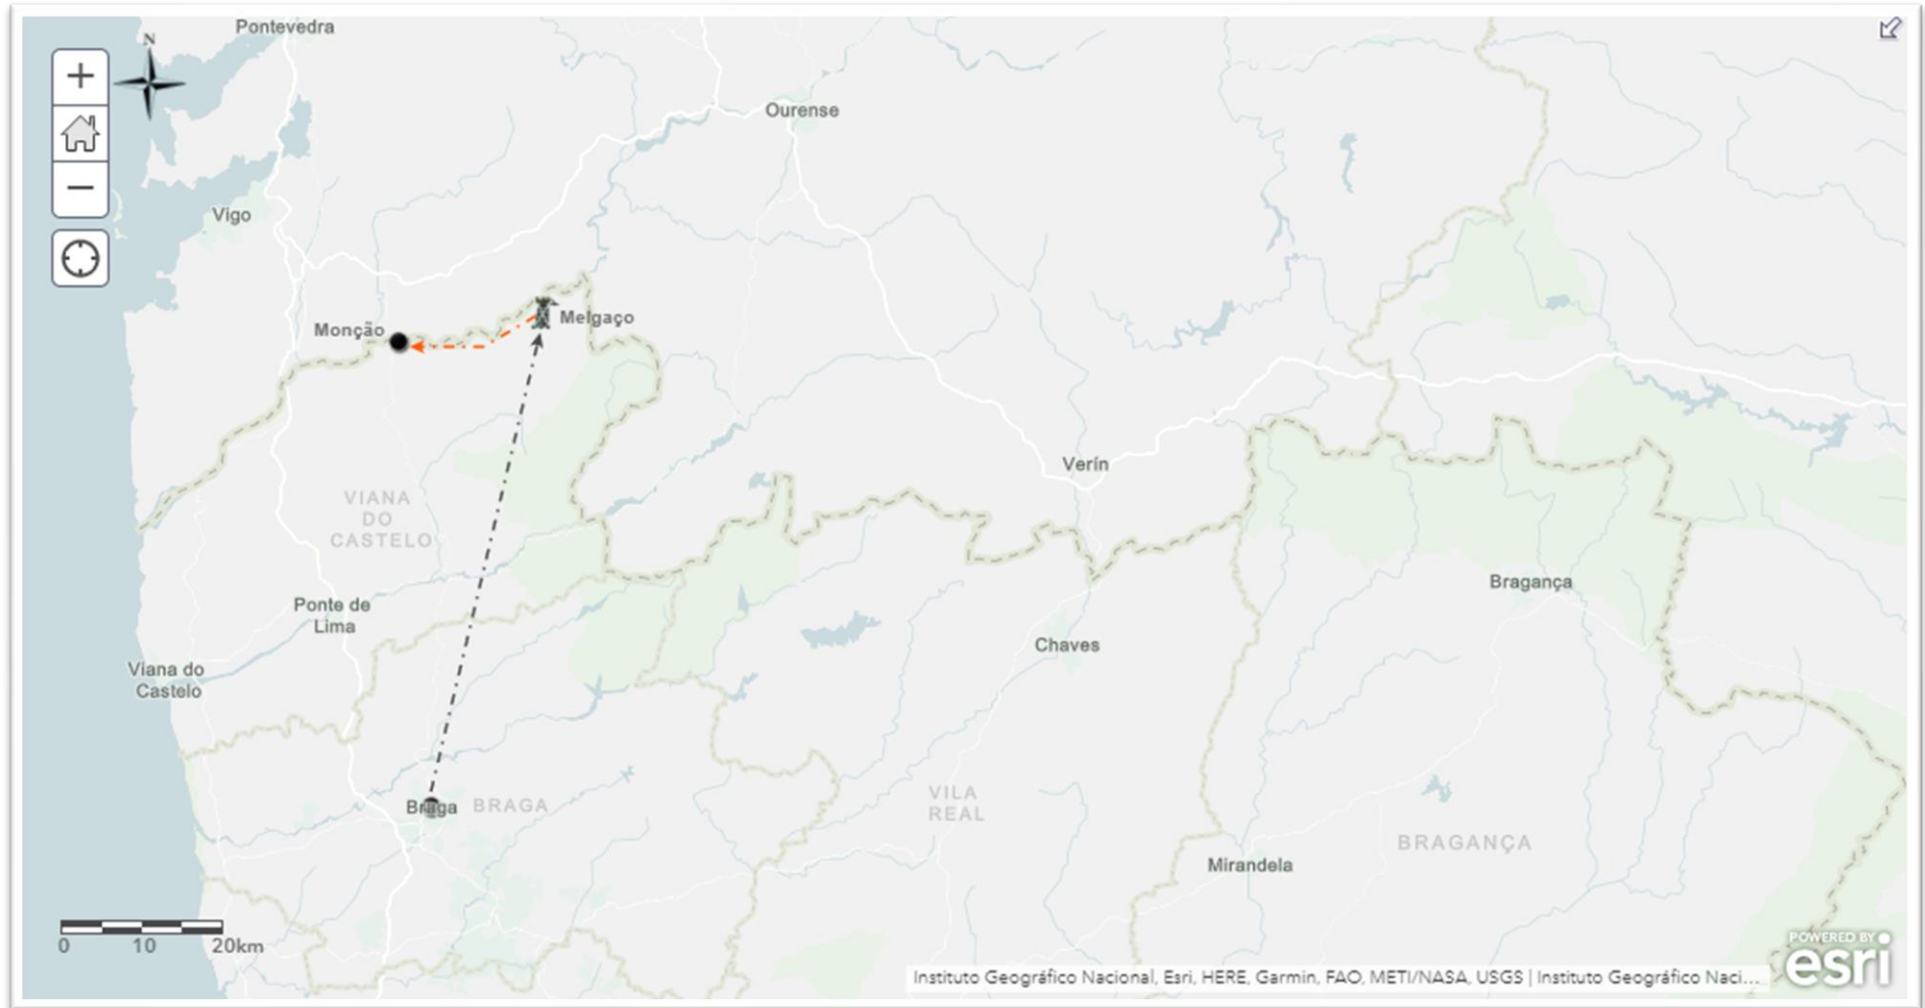 Pontevedra
N
+
Ourense
−
Vigo
Monção
Melgaço
Verín
VIANA
DO
CASTELO
Bragança
Ponte de
Lima
Chaves
Viana do
Castelo
Braga
BRAGA
VILA
REAL
BRAGANÇA
Mirandela
0 10 20km
POWERED BY
esri
Instituto Geográfico Nacional, Esri, HERE, Garmin, FAO, METI/NASA, USGS | Instituto Geográfico Naci...